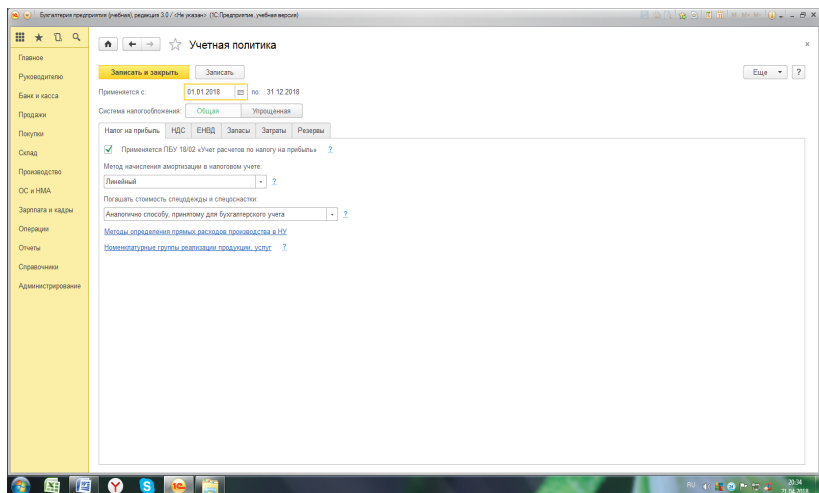 Бухгалтерия предприятия (учебная), редакция 3.0 / <Не указан> (1С:Предприятие, учебная версия)
M M+ M-
Учетная политика
Главное
Руководителю
Банк и касса
Продажи
Покупки
Склад
Производство
ОС и НМА
Зарплата и кадры
Операции
Отчеты
Справочники
Администрирование
Записать и закрыть Записать Еще ?
Применяется с: 01.01.2018 по: 31.12.2018
Система налогообложения: Общая Упрощенная
Налог на прибыль НДС ЕНВД Запасы Затраты Резервы
Применяется ПБУ 18/02 «Учет расчетов по налогу на прибыль» ?
Метод начисления амортизации в налоговом учете:
Линейный ?
Погашать стоимость спецодежды и спецоснастки:
Аналогично способу, принятому для бухгалтерского учета ?
Методы определения прямых расходов производства в НУ
Номенклатурные группы реализации продукции, услуг ?
RU 20:34
21.04.2018